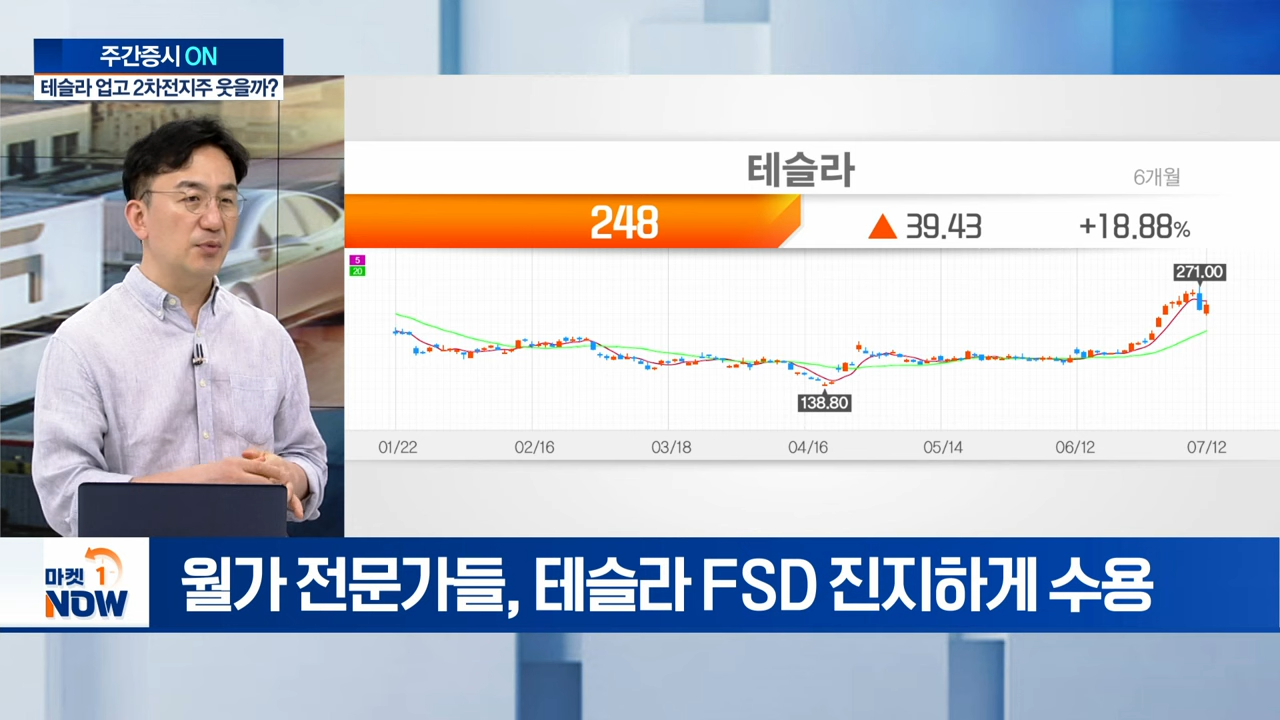 주간증시 ON
테슬라 업고 2차전지주 웃을까?
테슬라
6개월
248
▲ 39.43
+18.88%
5
20
271.00
138.80
01/22
02/16
03/18
04/16
05/14
06/12
07/12
마켓 1
NOW
월가 전문가들, 테슬라 FSD 진지하게 수용